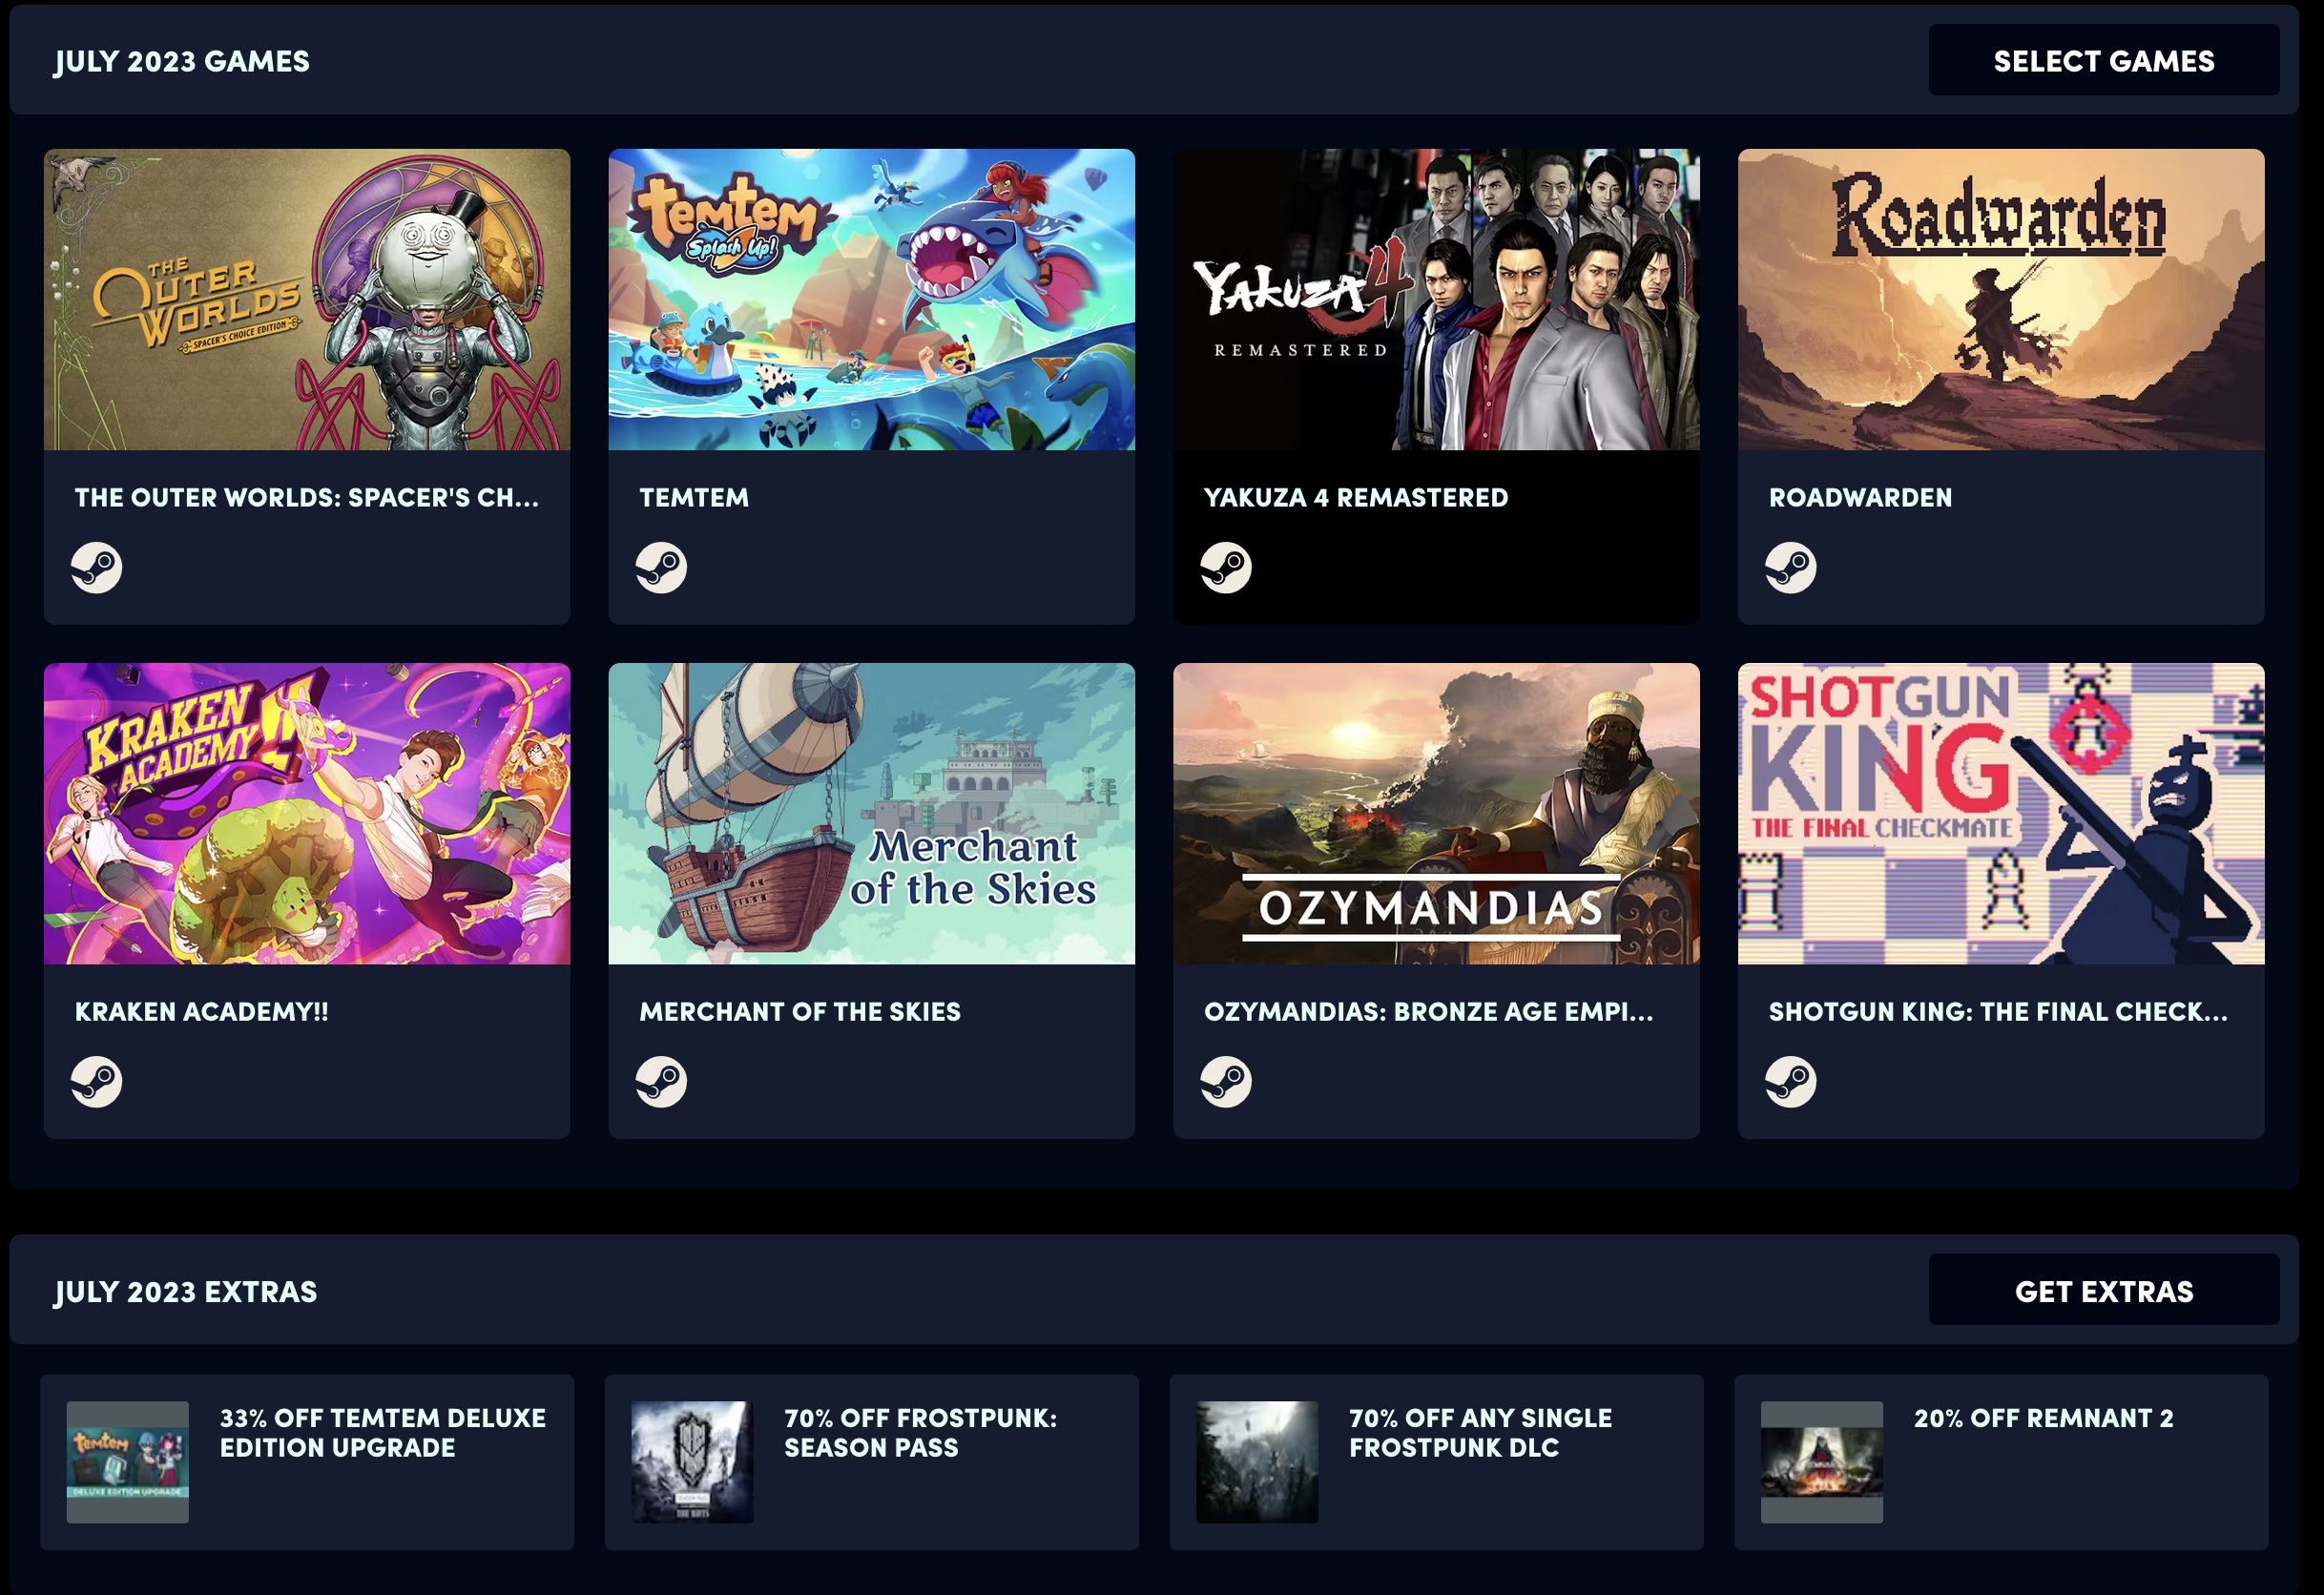 JULY 2023 GAMES
SELECT GAMES
THE
OUTER
WORLDS
SPACER'S CHOICE EDITION
temtem
Splash Up!
YAKUZA 4
REMASTERED
Roadwarden
THE OUTER WORLDS: SPACER'S CH...
TEMTEM
YAKUZA 4 REMASTERED
ROADWARDEN
KRAKEN
ACADEMY!!
Merchant
of the Skies
OZYMANDIAS
SHOTGUN
KING
THE FINAL CHECKMATE
KRAKEN ACADEMY!!
MERCHANT OF THE SKIES
OZYMANDIAS: BRONZE AGE EMPI...
SHOTGUN KING: THE FINAL CHECK...
JULY 2023 EXTRAS
GET EXTRAS
temtem
DELUXE EDITION UPGRADE
33% OFF TEMTEM DELUXE
EDITION UPGRADE
70% OFF FROSTPUNK:
SEASON PASS
70% OFF ANY SINGLE
FROSTPUNK DLC
20% OFF REMNANT 2